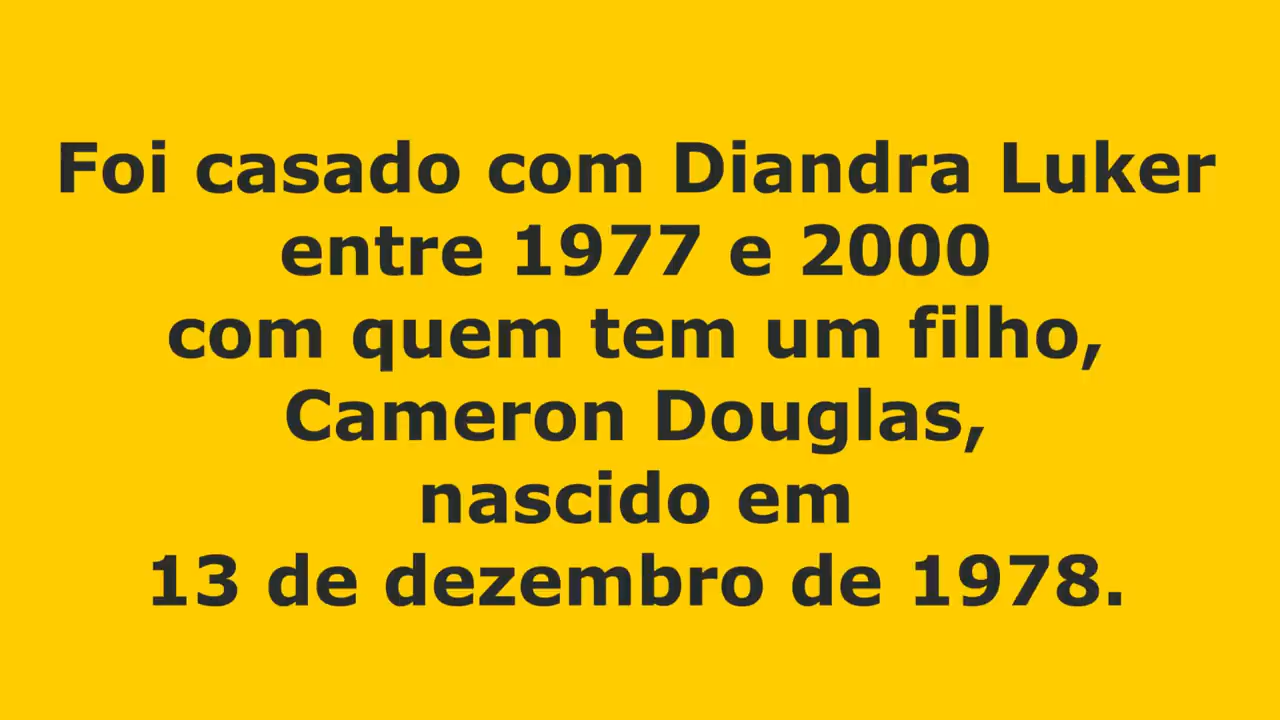 Foi casado com Diandra Luker
entre 1977 e 2000
com quem tem um filho,
Cameron Douglas,
nascido em
13 de dezembro de 1978.